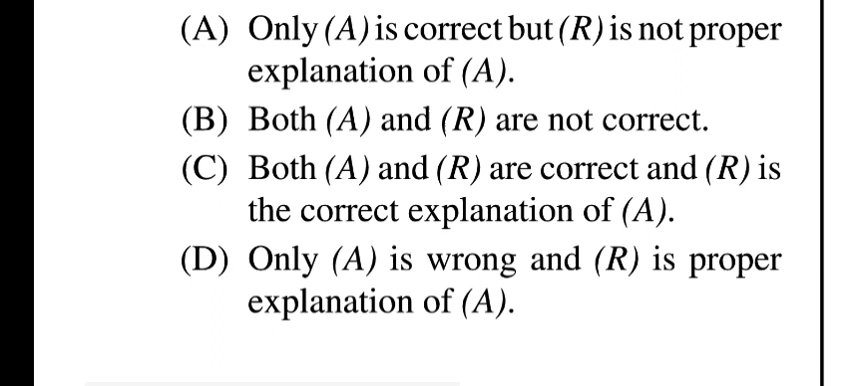 (A) Only (A) is correct but (R) is not proper
explanation of (A).
(B) Both (A) and (R) are not correct.
(C) Both (A) and (R) are correct and (R) is
the correct explanation of (A).
(D) Only (A) is wrong and (R) is proper
explanation of (A).